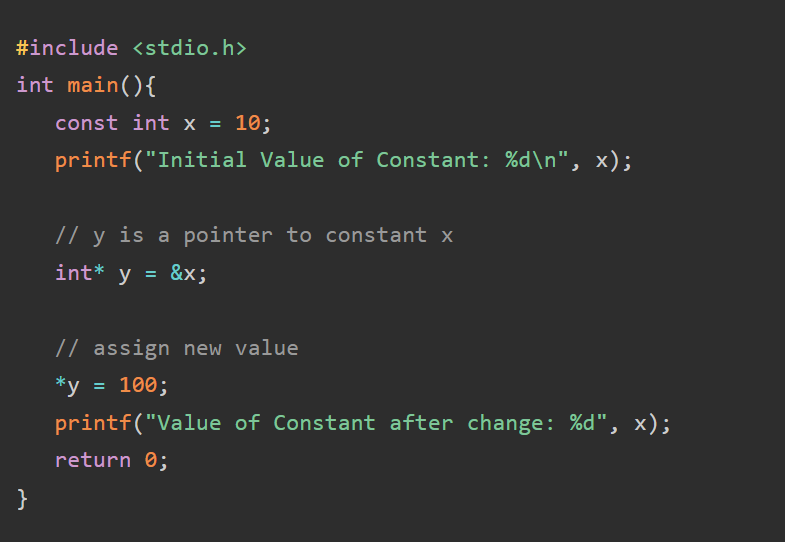 #include <stdio.h>
int main(){
   const int x = 10;
   printf("Initial Value of Constant: %d\n", x);

   // y is a pointer to constant x
   int* y = &x;

   // assign new value
   *y = 100;
   printf("Value of Constant after change: %d", x);
   return 0;
}